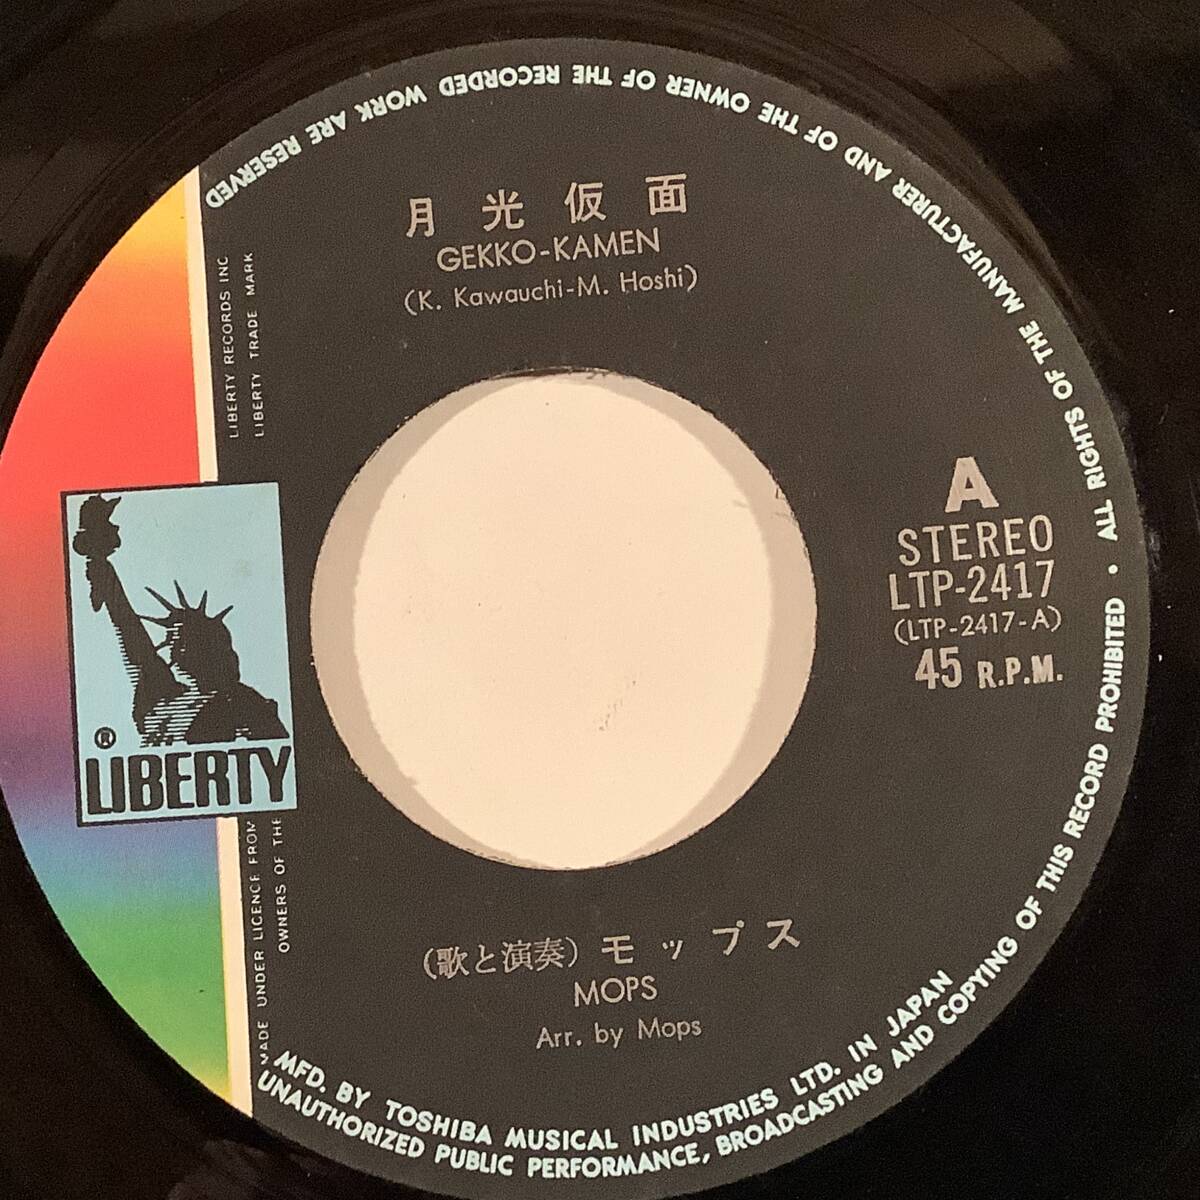 月光仮面
GEKKO-KAMEN
(K. Kawauchi-M. Hoshi)
LIBERTY RECORDS INC
LIBERTY TRADE MARK
A
STEREO
LTP-2417
(LTP-2417-A)
45 R.P.M.
®
LIBERTY
MADE UNDER LICENCE FROM
OWNERS OF THE
(歌と演奏) モップス
MOPS
Arr. by Mops
MFD. BY TOSHIBA MUSICAL INDUSTRIES LTD. IN JAPAN
UNAUTHORIZED PUBLIC PERFORMANCE, BROADCASTING AND COPYING OF THIS RECORD PROHIBITED • ALL RIGHTS OF THE MANUFACTURER AND OF THE OWNER OF THE RECORDED WORK ARE RESERVED